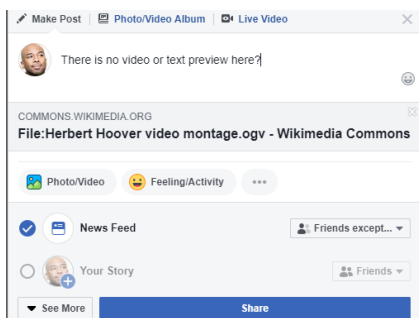 Make Post | Photo/Video Album | Live Video
There is no video or text preview here?
COMMONS.WIKIMEDIA.ORG
File:Herbert Hoover video montage.ogv - Wikimedia Commons
Photo/Video Feeling/Activity
News Feed Friends except...
Your Story Friends
See More Share